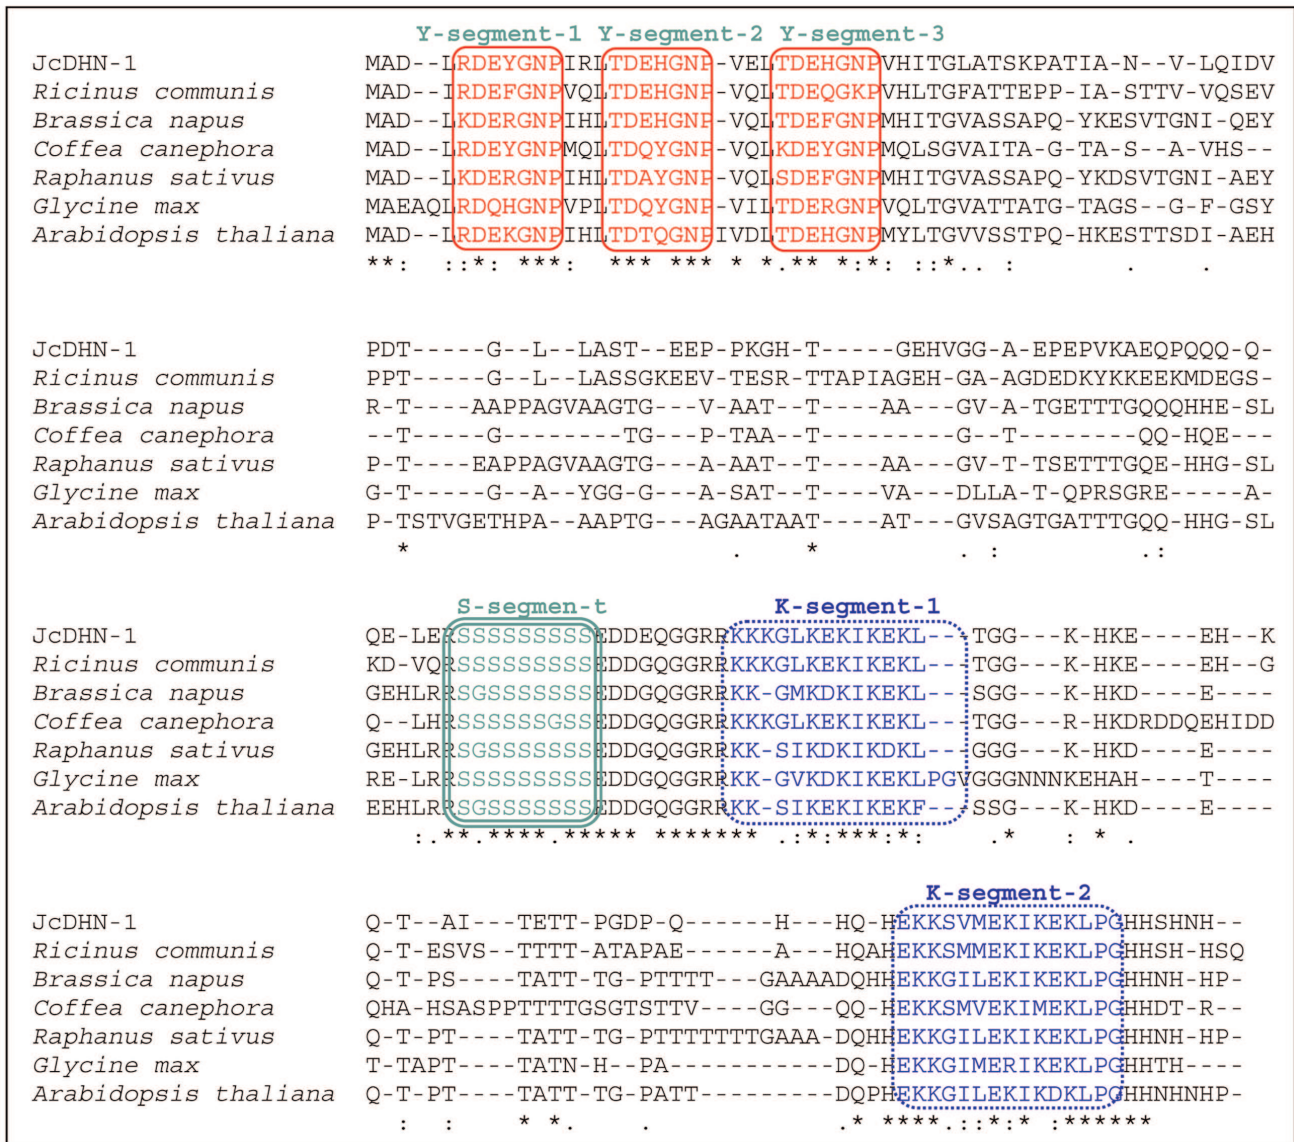 Y-segment-1 Y-segment-2 Y-segment-3
JcDHN-1 MAD--LRDEYGNPIRLTDEHGNP-VELTDEHGNPVHITGLATSKPATIA-N--V-LQIDV
Ricinus communis MAD--IRDEFGNPVQLTDEHGNP-VQLTDEQGKPVHLTGFATTEPP-IA-STTV-VQSEV
Brassica napus MAD--LKDERGNPIHLTDEHGNP-VQLTDEFGNPMHITGVASSAPQ-YKESVTGNI-QEY
Coffea canephora MAD--LRDEYGNPMQLTDQYGNP-VQLKDEYGNPMQLSGVAITA-G-TA-S--A-VHS--
Raphanus sativus MAD--LKDERGNPIHLTDAYGNP-VQLSDEFGNPMHITGVASSAPQ-YKDSVTGNI-AEY
Glycine max MAEAQLRDQHGNPVPLTDQYGNP-VILTDERGNPVQLTGVATTATG-TAGS--G-F-GSY
Arabidopsis thaliana MAD--LRDEKGNPIHLTDTQGNPIVDLTDEHGNPMYLTGVVSSTPQ-HKESTTSDI-AEH
**: ::*: ***: *** *** * *.** *:*: ::*.. : . .
JcDHN-1 PDT-----G--L--LAST--EEP-PKGH-T-----GEHVGG-A-EPEPVKAEQPQQQ-Q-
Ricinus communis PPT-----G--L--LASSGKEEV-TESR-TTAPIAGEH-GA-AGDEDKYKKEEKMDEGS-
Brassica napus R-T----AAPPAGVAAGTG---V-AAT--T----AA---GV-A-TGETTTGQQQHHE-SL
Coffea canephora --T-----G--------TG---P-TAA--T---------G--T--------QQ-HQE---
Raphanus sativus P-T----EAPPAGVAAGTG---A-AAT--T----AA---GV-T-TSETTTGQE-HHG-SL
Glycine max G-T-----G--A--YGG-G---A-SAT--T----VA---DLLA-T-QPRSGRE-----A-
Arabidopsis thaliana P-TSTVGETHPA--AAPTG---AGAATAAT----AT---GVSAGTGATTTGQQ-HHG-SL
* . * . : .:
S-segmen-t K-segment-1
JcDHN-1 QE-LERSSSSSSSSSEDDEQGGRRKKKGLKEKIKEKL---TGG---K-HKE----EH--K
Ricinus communis KD-VQRSSSSSSSSSEDDGQGGRRKKKGLKEKIKEKL---TGG---K-HKE----EH--G
Brassica napus GEHLRRSGSSSSSSSEDDGQGGRRKK-GMKDKIKEKL---SGG---K-HKD----E----
Coffea canephora Q--LHRSSSSSSGSSEDDGQGGRRKKKGLKEKIKEKL---TGG---R-HKDRDDQEHIDD
Raphanus sativus GEHLRRSGSSSSSSSEDDGQGGRRKK-SIKDKIKDKL---GGG---K-HKD----E----
Glycine max RE-LRRSSSSSSSSSEDDGQGGRRKK-GVKDKIKEKLPGVGGGNNNKEHAH----T----
Arabidopsis thaliana EEHLRRSGSSSSSSSEDDGQGGRRKK-SIKEKIKEKF---SSG---K-HKD----E----
:.**.****.***** ******* .:*:***:*: .* : * .
K-segment-2
JcDHN-1 Q-T--AI---TETT-PGDP-Q------H---HQ-HEKKSVMEKIKEKLPGHHSHNH--
Ricinus communis Q-T-ESVS--TTTT-ATAPAE------A---HQAHEKKSMMEKIKEKLPGHHSH-HSQ
Brassica napus Q-T-PS----TATT-TG-PTTTT---GAAAADQHHEKKGILEKIKEKLPGHHNH-HP-
Coffea canephora QHA-HSASPPTTTTGSGTSTTV----GG---QQ-HEKKSMVEKIMEKLPGHHDT-R--
Raphanus sativus Q-T-PT----TATT-TG-PTTTTTTTGAAA-DQHHEKKGILEKIKEKLPGHHNH-HP-
Glycine max T-TAPT----TATN-H--PA---------DQ-HEKKGIMERIKEKLPGHHTH----
Arabidopsis thaliana Q-T-PT----TATT-TG-PATT---------DQPHEKKGILEKIKDKLPGHHNHNHP-
: : * *. . .* ****.::*:* :******